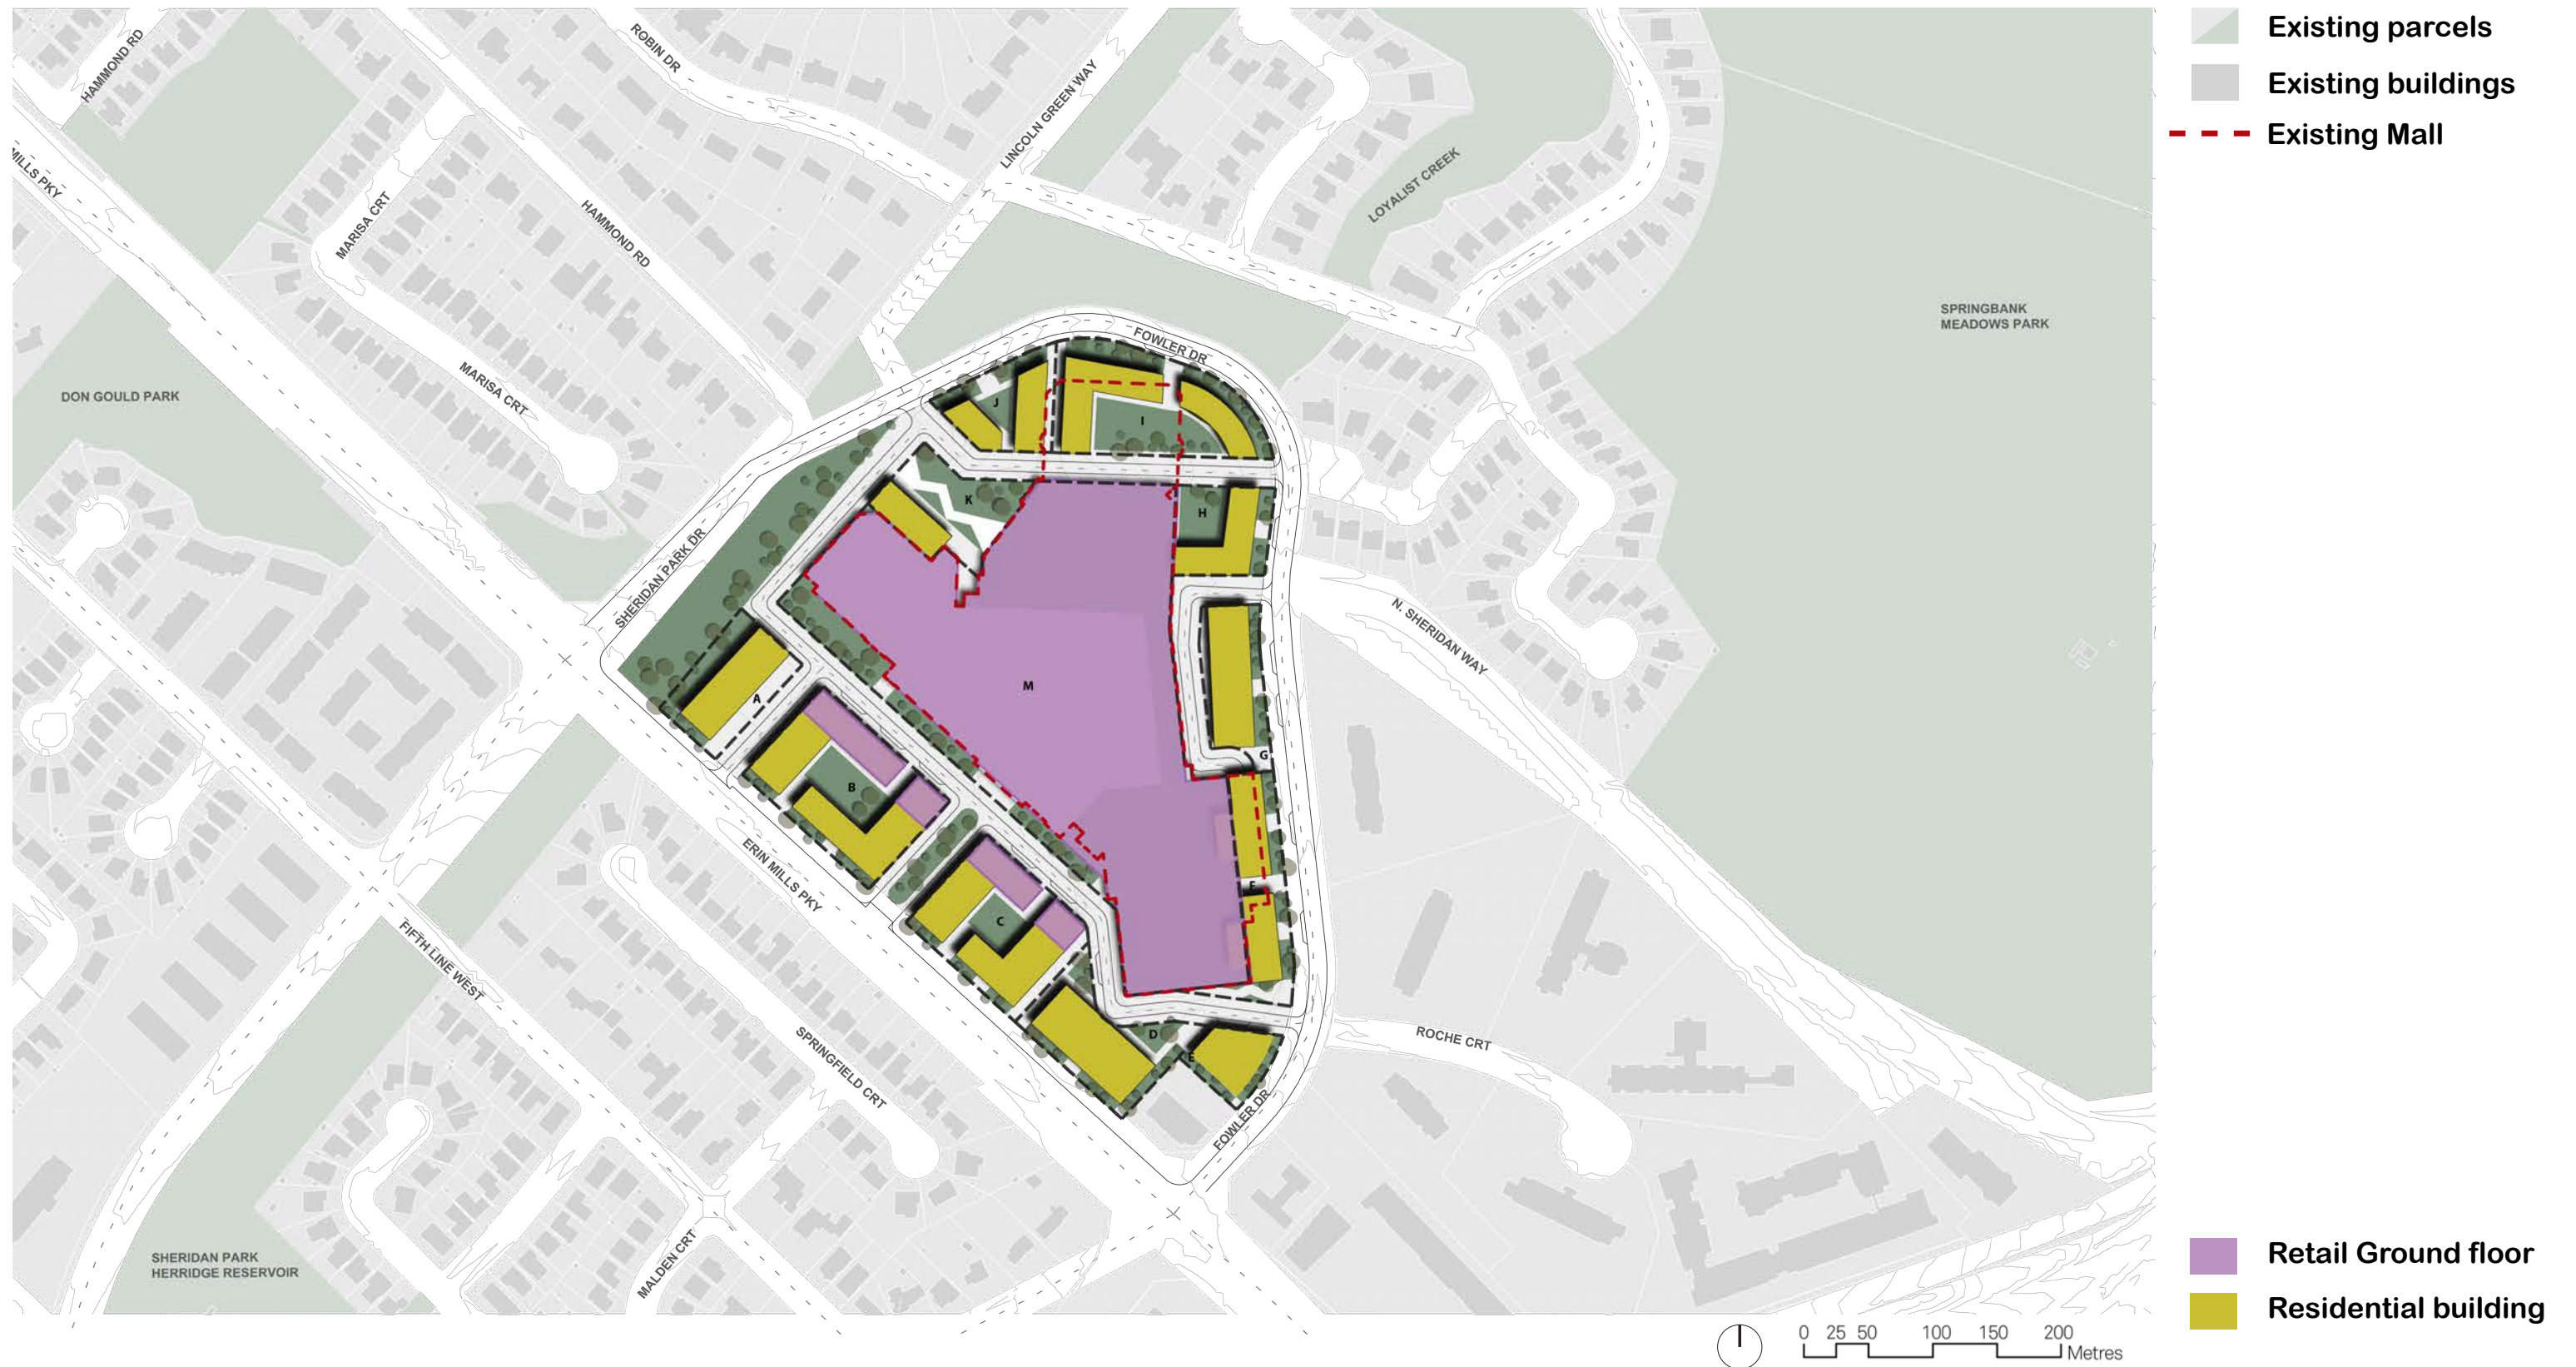 HAMMOND RD
ROBIN DR
LINCOLN GREEN WAY
Existing parcels
Existing buildings
Existing Mall
MILLS PKY
MARISA CRT
HAMMOND RD
LOYALIST CREEK
SPRINGBANK
MEADOWS PARK
FOWLER DR
DON GOULD PARK
MARISA CRT
J
I
K
H
SHERIDAN PARK DR
N. SHERIDAN WAY
M
A
G
B
ERIN MILLS PKY
F
C
FIFTH LINE WEST
D
E
ROCHE CRT
SPRINGFIELD CRT
FOWLER DR
SHERIDAN PARK
HERRIDGE RESERVOIR
MALDEN CRT
Retail Ground floor
Residential building
0 25 50 100 150 200
Metres